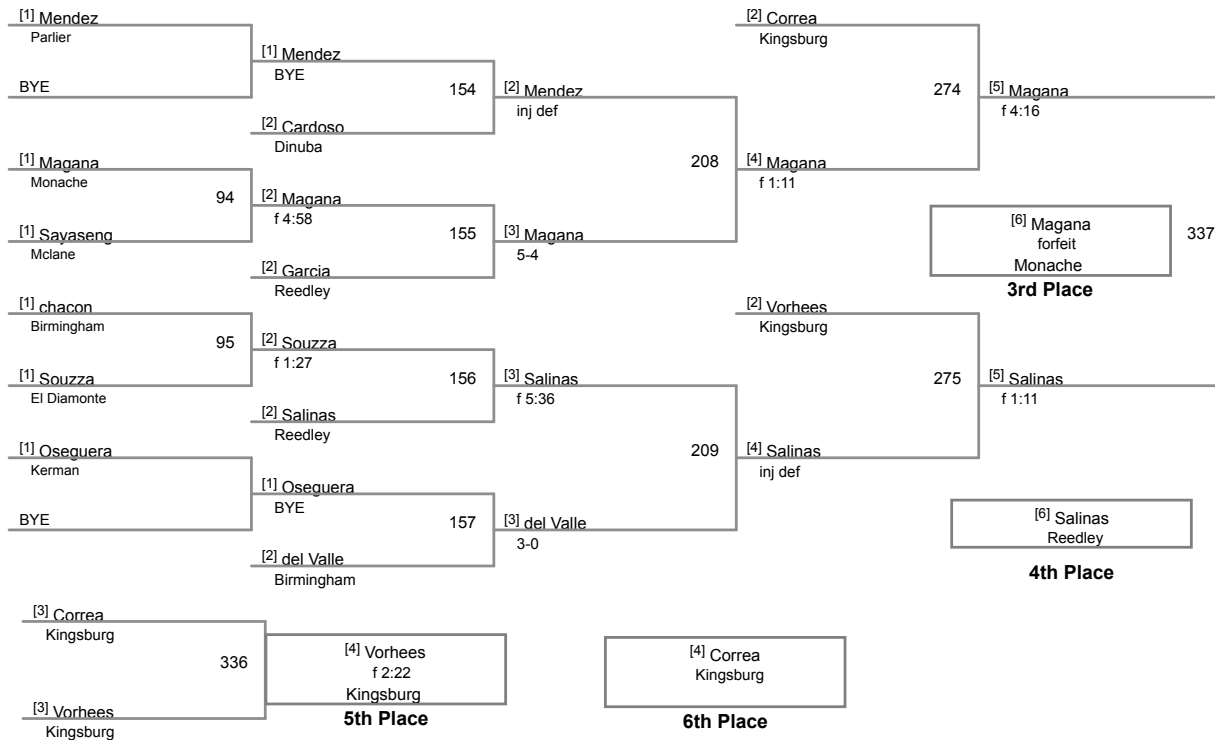 [1] Mendez
Parlier
BYE
[1] Magana
Monache
94
[1] Sayaseng
Mclane
[1] chacon
Birmingham
95
[1] Souzza
El Diamonte
[1] Oseguera
Kerman
BYE
[1] Mendez
BYE
154
[2] Cardoso
Dinuba
[2] Magana
f 4:58
155
[2] Garcia
Reedley
[2] Souzza
f 1:27
156
[2] Salinas
Reedley
[1] Oseguera
BYE
157
[2] del Valle
Birmingham
[2] Mendez
inj def
208
[3] Magana
5-4
[3] Salinas
f 5:36
209
[3] del Valle
3-0
[2] Correa
Kingsburg
274
[4] Magana
f 1:11
[2] Vorhees
Kingsburg
275
[4] Salinas
inj def
[5] Magana
f 4:16
[6] Magana
forfeit
Monache
337
3rd Place
[5] Salinas
f 1:11
[6] Salinas
Reedley
4th Place
[3] Correa
Kingsburg
336
[3] Vorhees
Kingsburg
[4] Vorhees
f 2:22
Kingsburg
5th Place
[4] Correa
Kingsburg
6th Place